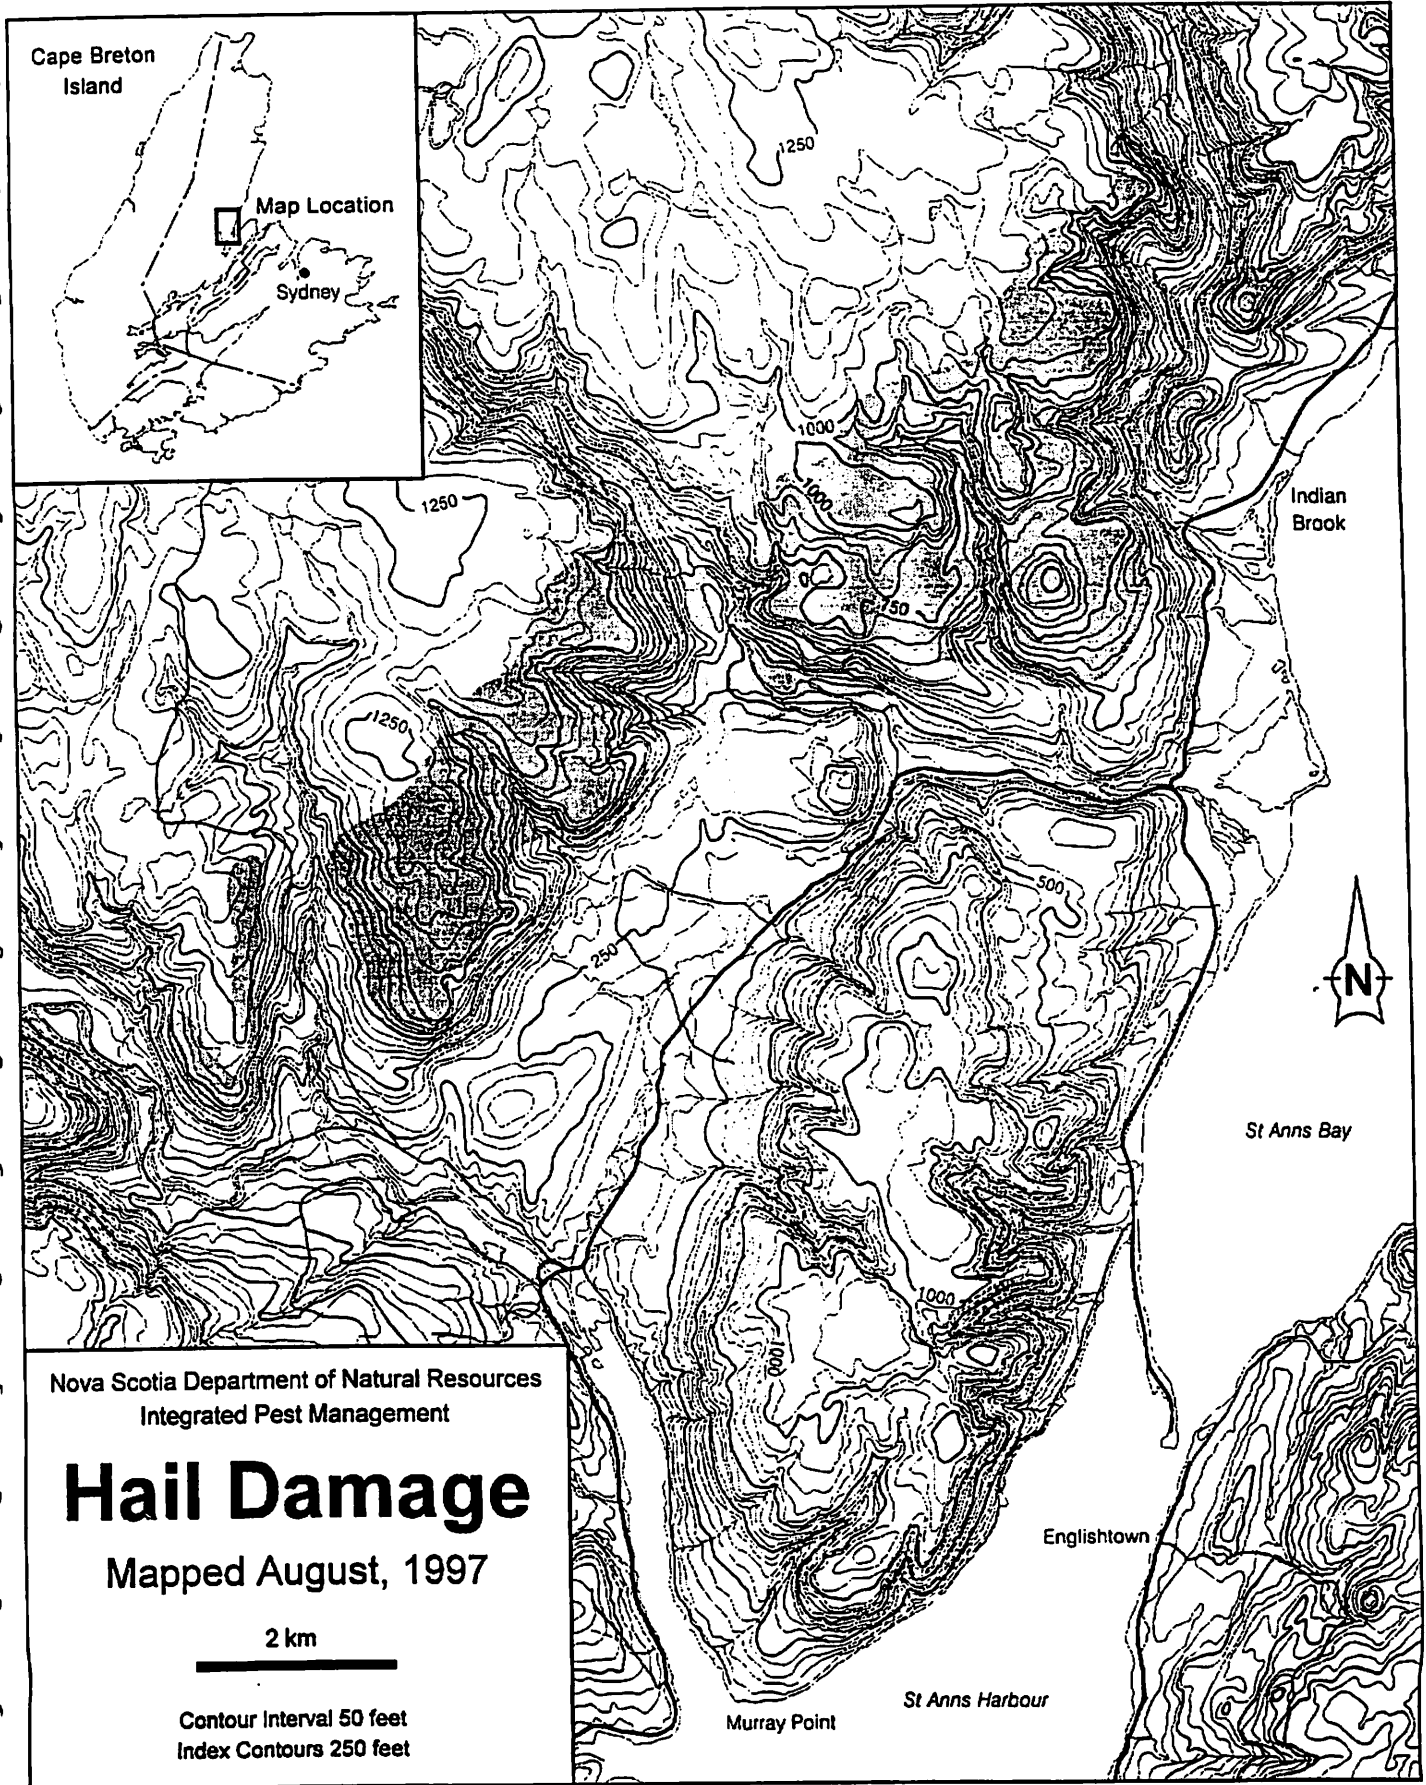 Cape Breton
Island
Map Location
Sydney
1250
1000
1000
1250
Indian
Brook
750
1250
500
250
N
St Anns Bay
1000
1000
Nova Scotia Department of Natural Resources
Integrated Pest Management
Hail Damage
Mapped August, 1997
2 km
Contour Interval 50 feet
Index Contours 250 feet
Englishtown
St Anns Harbour
Murray Point